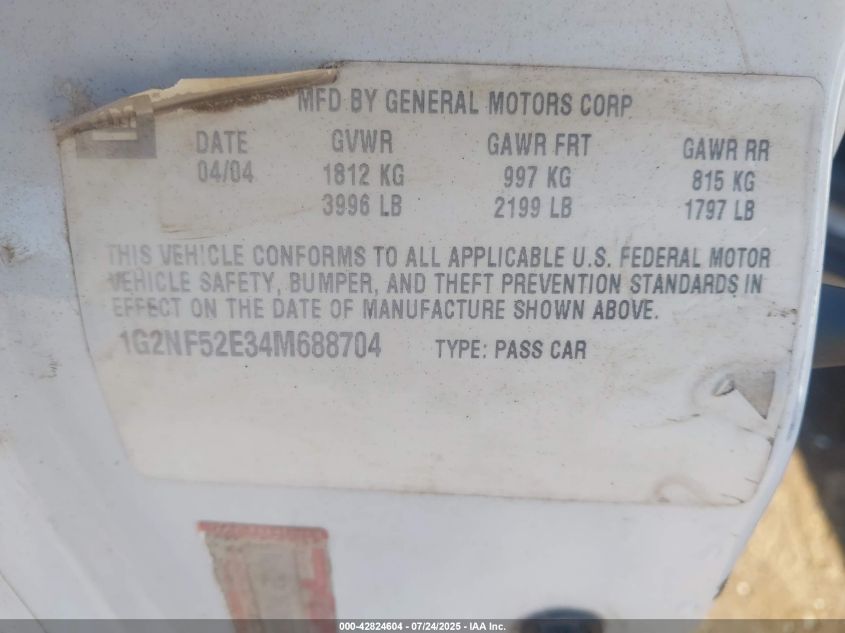 MFD BY GENERAL MOTORS CORP
GM
DATE GVWR GAWR FRT GAWR RR
04/04 1812 KG 997 KG 815 KG
3996 LB 2199 LB 1797 LB
THIS VEHICLE CONFORMS TO ALL APPLICABLE U.S. FEDERAL MOTOR
VEHICLE SAFETY, BUMPER, AND THEFT PREVENTION STANDARDS IN
EFFECT ON THE DATE OF MANUFACTURE SHOWN ABOVE.
1G2NF52E34M688704 TYPE: PASS CAR
000-42824604 - 07/24/2025 - IAA Inc.